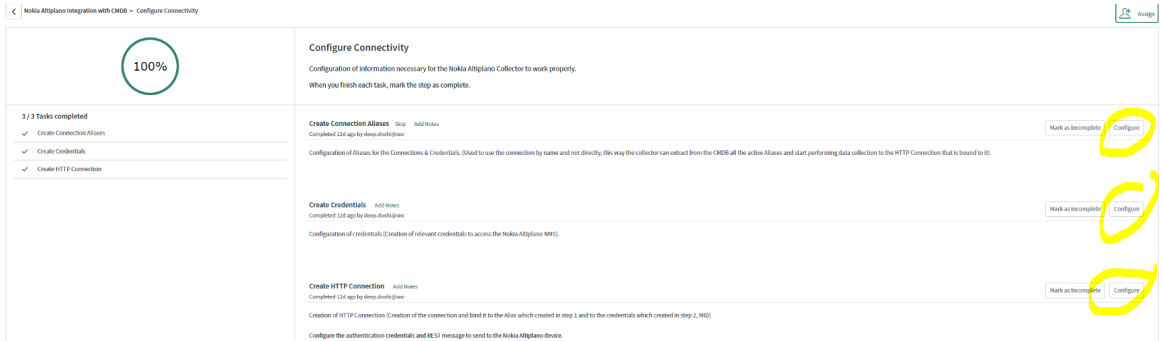 Nokia Altiplano Integration with CMDB > Configure Connectivity
Assign
100%
Configure Connectivity
Configuration of information necessary for the Nokia Altiplano Collector to work properly.
When you finish each task, mark the step as complete.
3 / 3 Tasks completed
Create Connection Aliases
Create Credentials
Create HTTP Connection
Create Connection Aliases Skip Add Notes
Completed 12d ago by deep.doshi@snc
Mark as Incomplete Configure
Configuration of Aliases for the Connections & Credentials. (Used to use the connection by name and not directly, this way the collector can extract from the CMDB all the active Aliases and start performing data collection to the HTTP Connection that is bound to it).
Create Credentials Add Notes
Completed 12d ago by deep.doshi@snc
Mark as Incomplete Configure
Configuration of credentials (Creation of relevant credentials to access the Nokia Altiplano NMS).
Create HTTP Connection Add Notes
Completed 12d ago by deep.doshi@snc
Mark as Incomplete Configure
Creation of HTTP Connection (Creation of the connection and bind it to the Alias which created in step 1 and to the credentials which created in step 2, MID)
Configure the authentication credentials and REST message to send to the Nokia Altiplano device.